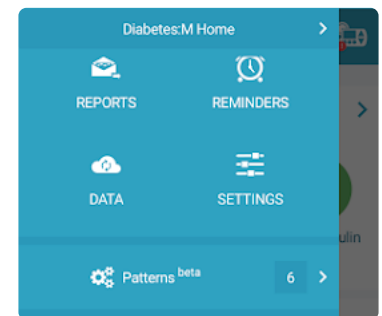 Diabetes:M Home
REPORTS REMINDERS
DATA SETTINGS
ulin
Patterns beta 6